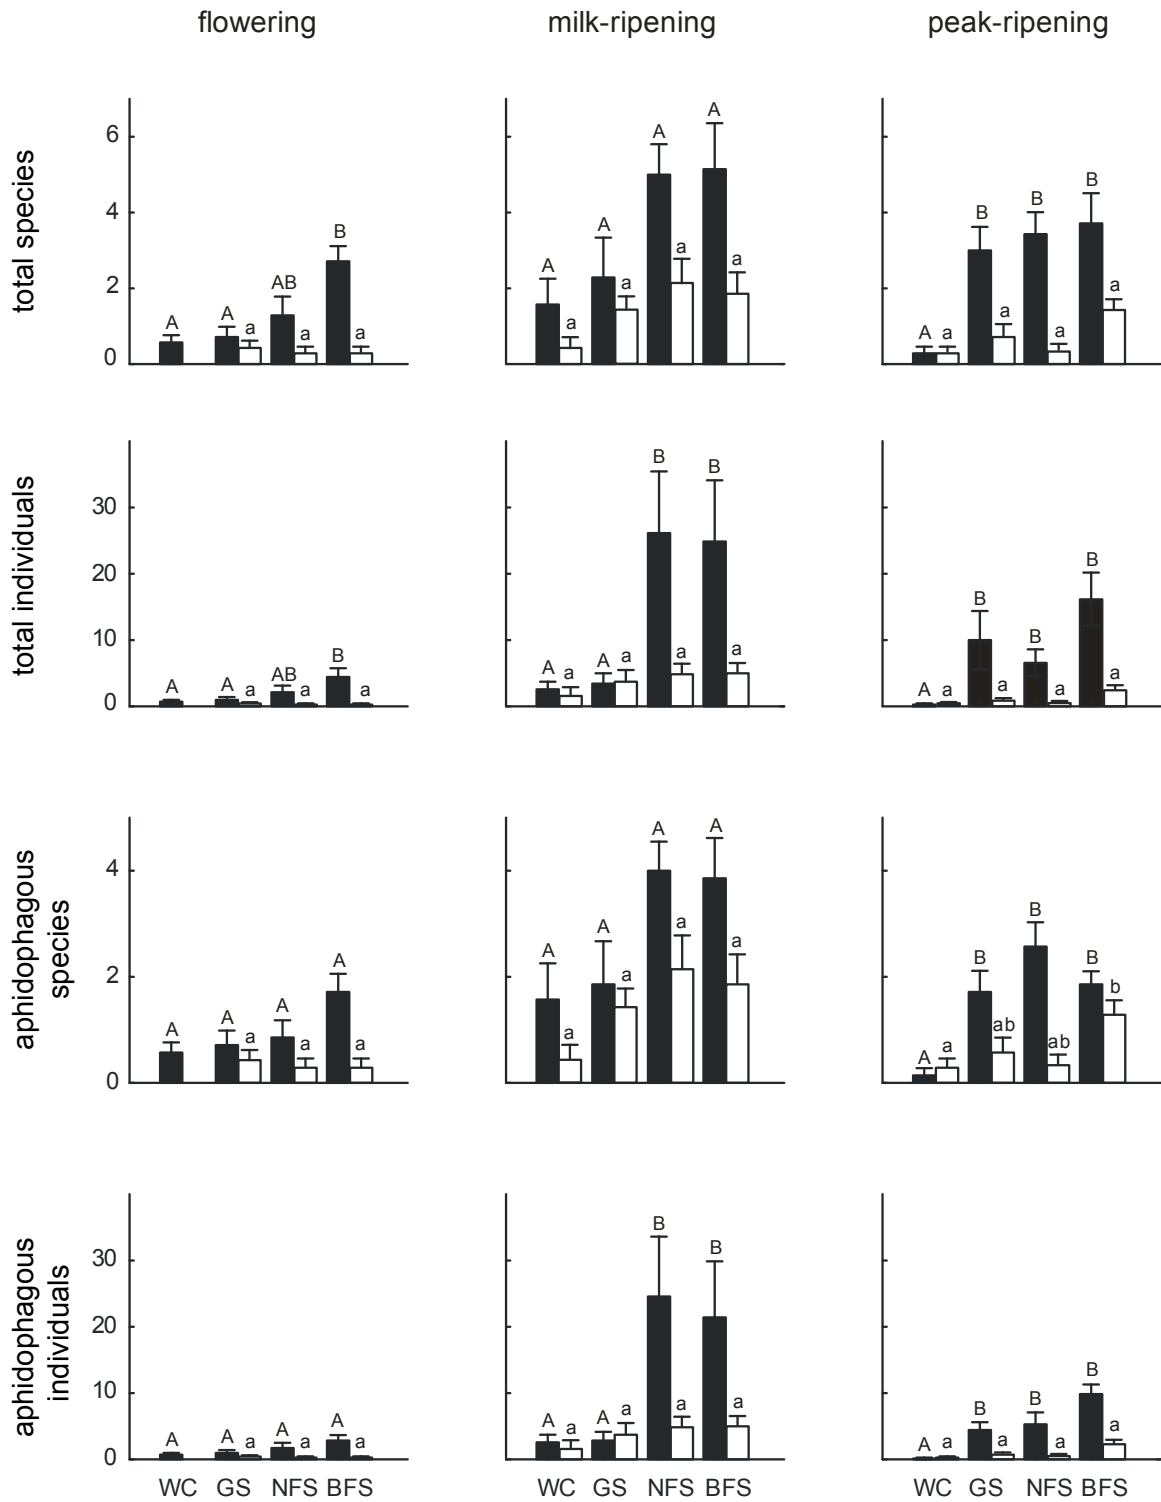 flowering milk-ripening peak-ripening
total species
6
4
2
0
A A a AB a B a
A a A a A a A a
A a B a B a B a
total individuals
30
20
10
0
A A a AB a B a
A a A a B a B a
A a B a B a B a
aphidophagous
species
4
2
0
A A a A a A a
A a A a A a A a
A a B ab B ab B b
aphidophagous
individuals
30
20
10
0
A A a A a A a
A a A a B a B a
A a B a B a B a
WC GS NFS BFS WC GS NFS BFS WC GS NFS BFS